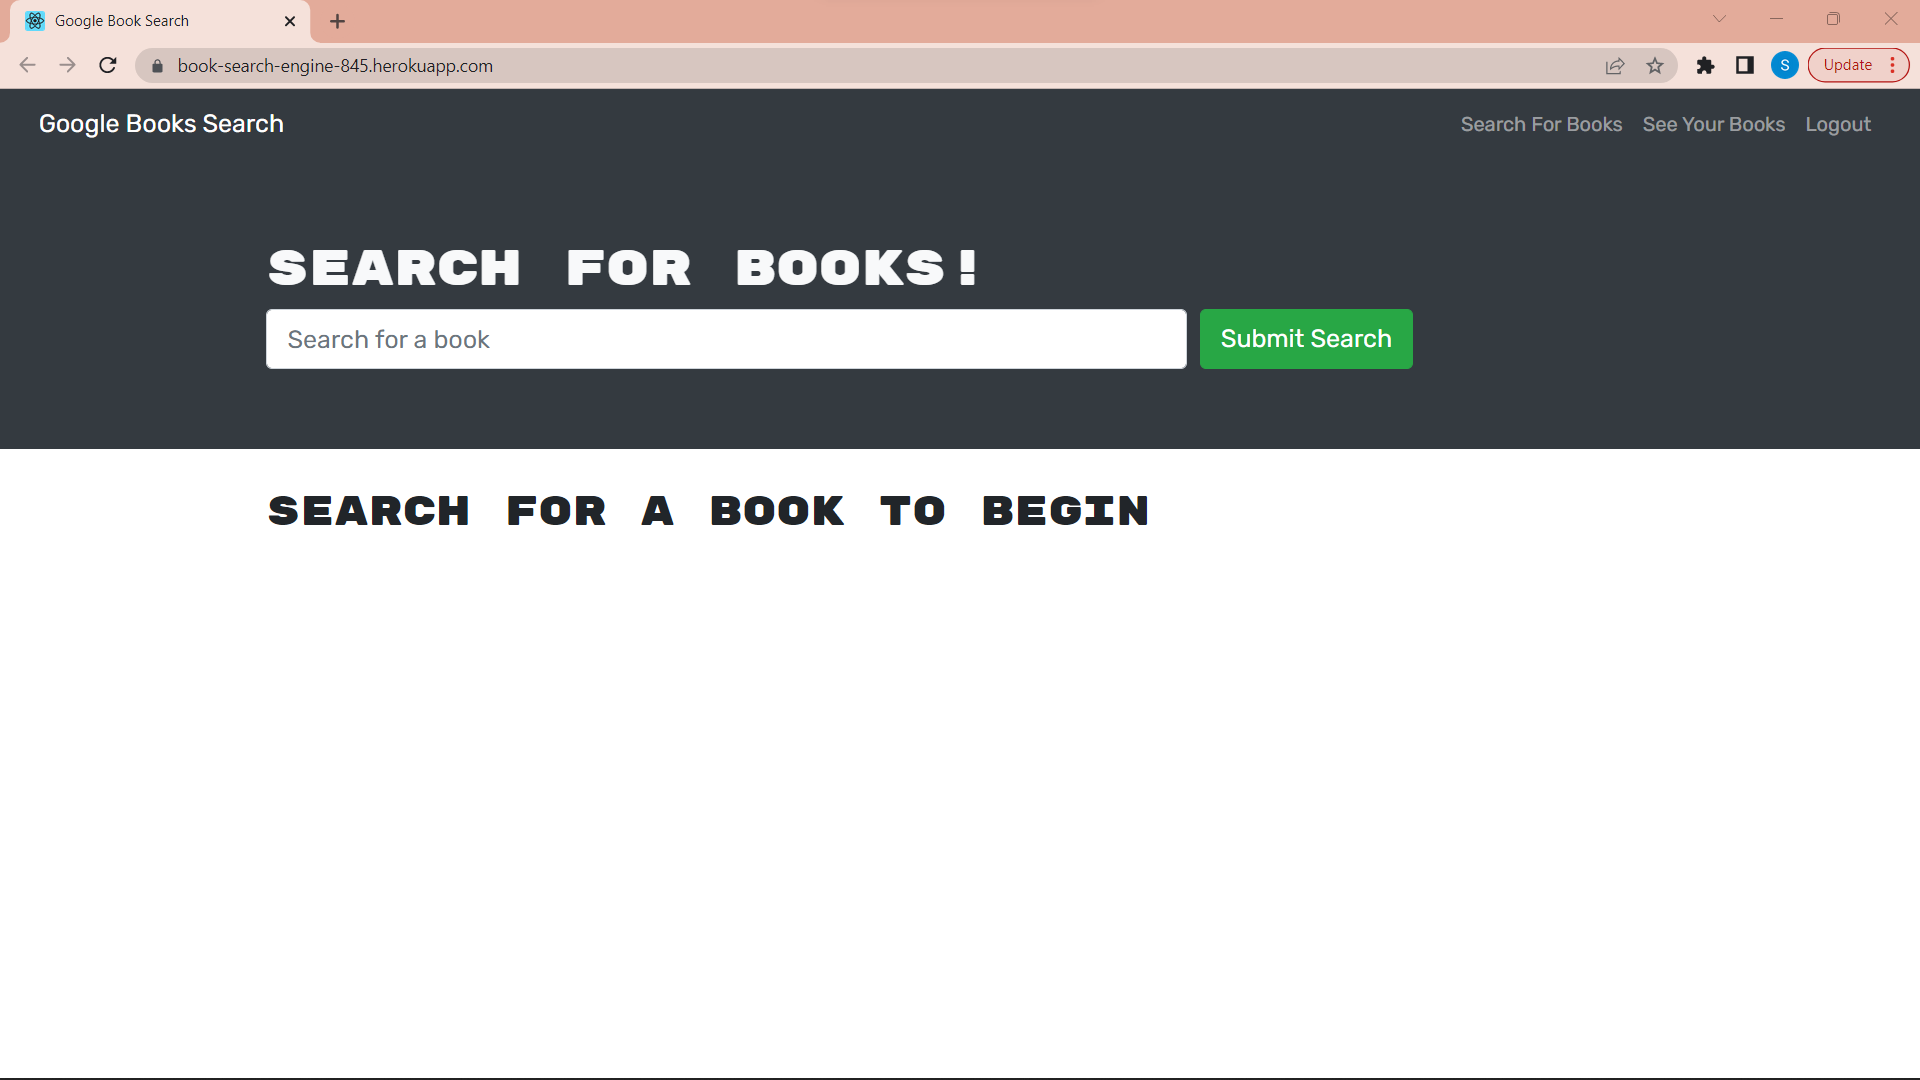 Google Book Search
book-search-engine-845.herokuapp.com
S
Update
Google Books Search
Search For Books
See Your Books
Logout
SEARCH FOR BOOKS!
Search for a book
Submit Search
SEARCH FOR A BOOK TO BEGIN